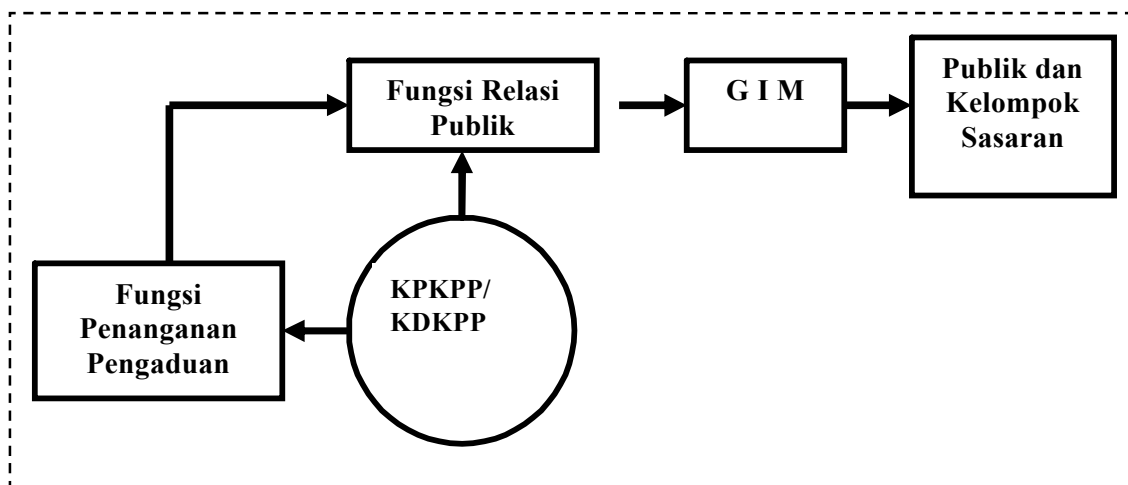 Fungsi Relasi
Publik
G I M
Publik dan
Kelompok
Sasaran
KPKPP/
KDKPP
Fungsi
Penanganan
Pengaduan